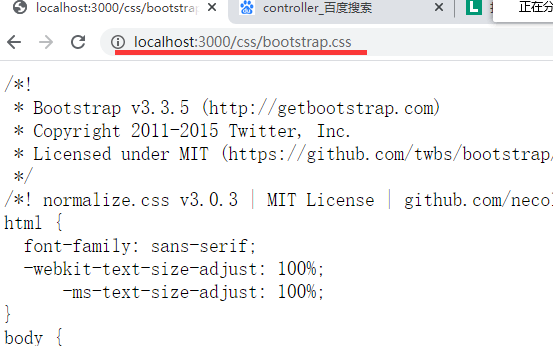 localhost:3000/css/bootstrap
controller_百度搜索
正在分
localhost:3000/css/bootstrap.css
/*!
 * Bootstrap v3.3.5 (http://getbootstrap.com)
 * Copyright 2011-2015 Twitter, Inc.
 * Licensed under MIT (https://github.com/twbs/bootstrap/
 */
/*! normalize.css v3.0.3 | MIT License | github.com/neco
html {
  font-family: sans-serif;
  -webkit-text-size-adjust: 100%;
      -ms-text-size-adjust: 100%;
}
body {